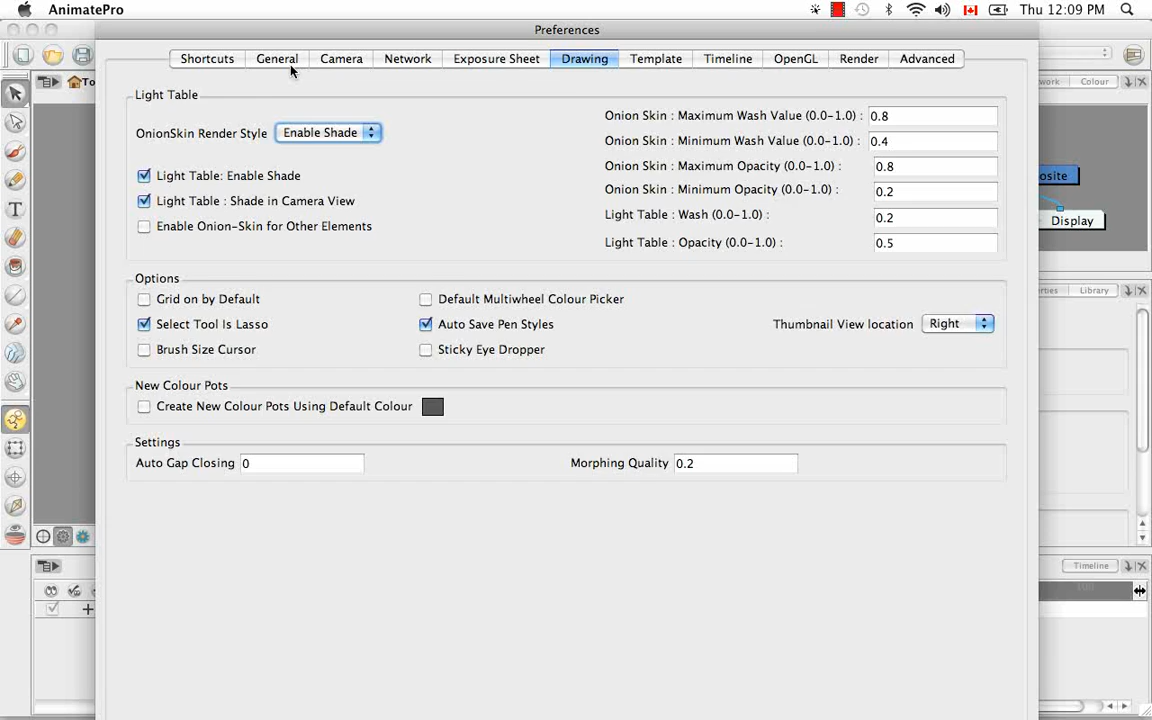 AnimatePro Thu 12:09 PM
Preferences
Shortcuts General Camera Network Exposure Sheet Drawing Template Timeline OpenGL Render Advanced
To
work Colour
Light Table
OnionSkin Render Style Enable Shade
Light Table: Enable Shade
Light Table : Shade in Camera View
Enable Onion-Skin for Other Elements
Onion Skin : Maximum Wash Value (0.0-1.0) : 0.8
Onion Skin : Minimum Wash Value (0.0-1.0) : 0.4
Onion Skin : Maximum Opacity (0.0-1.0) : 0.8
Onion Skin : Minimum Opacity (0.0-1.0) : 0.2
Light Table : Wash (0.0-1.0) : 0.2
Light Table : Opacity (0.0-1.0) : 0.5
osite
Display
Options
Grid on by Default
Select Tool Is Lasso
Brush Size Cursor
Default Multiwheel Colour Picker
Auto Save Pen Styles
Sticky Eye Dropper
Thumbnail View location Right
erties Library
New Colour Pots
Create New Colour Pots Using Default Colour
Settings
Auto Gap Closing 0 Morphing Quality 0.2
Timeline